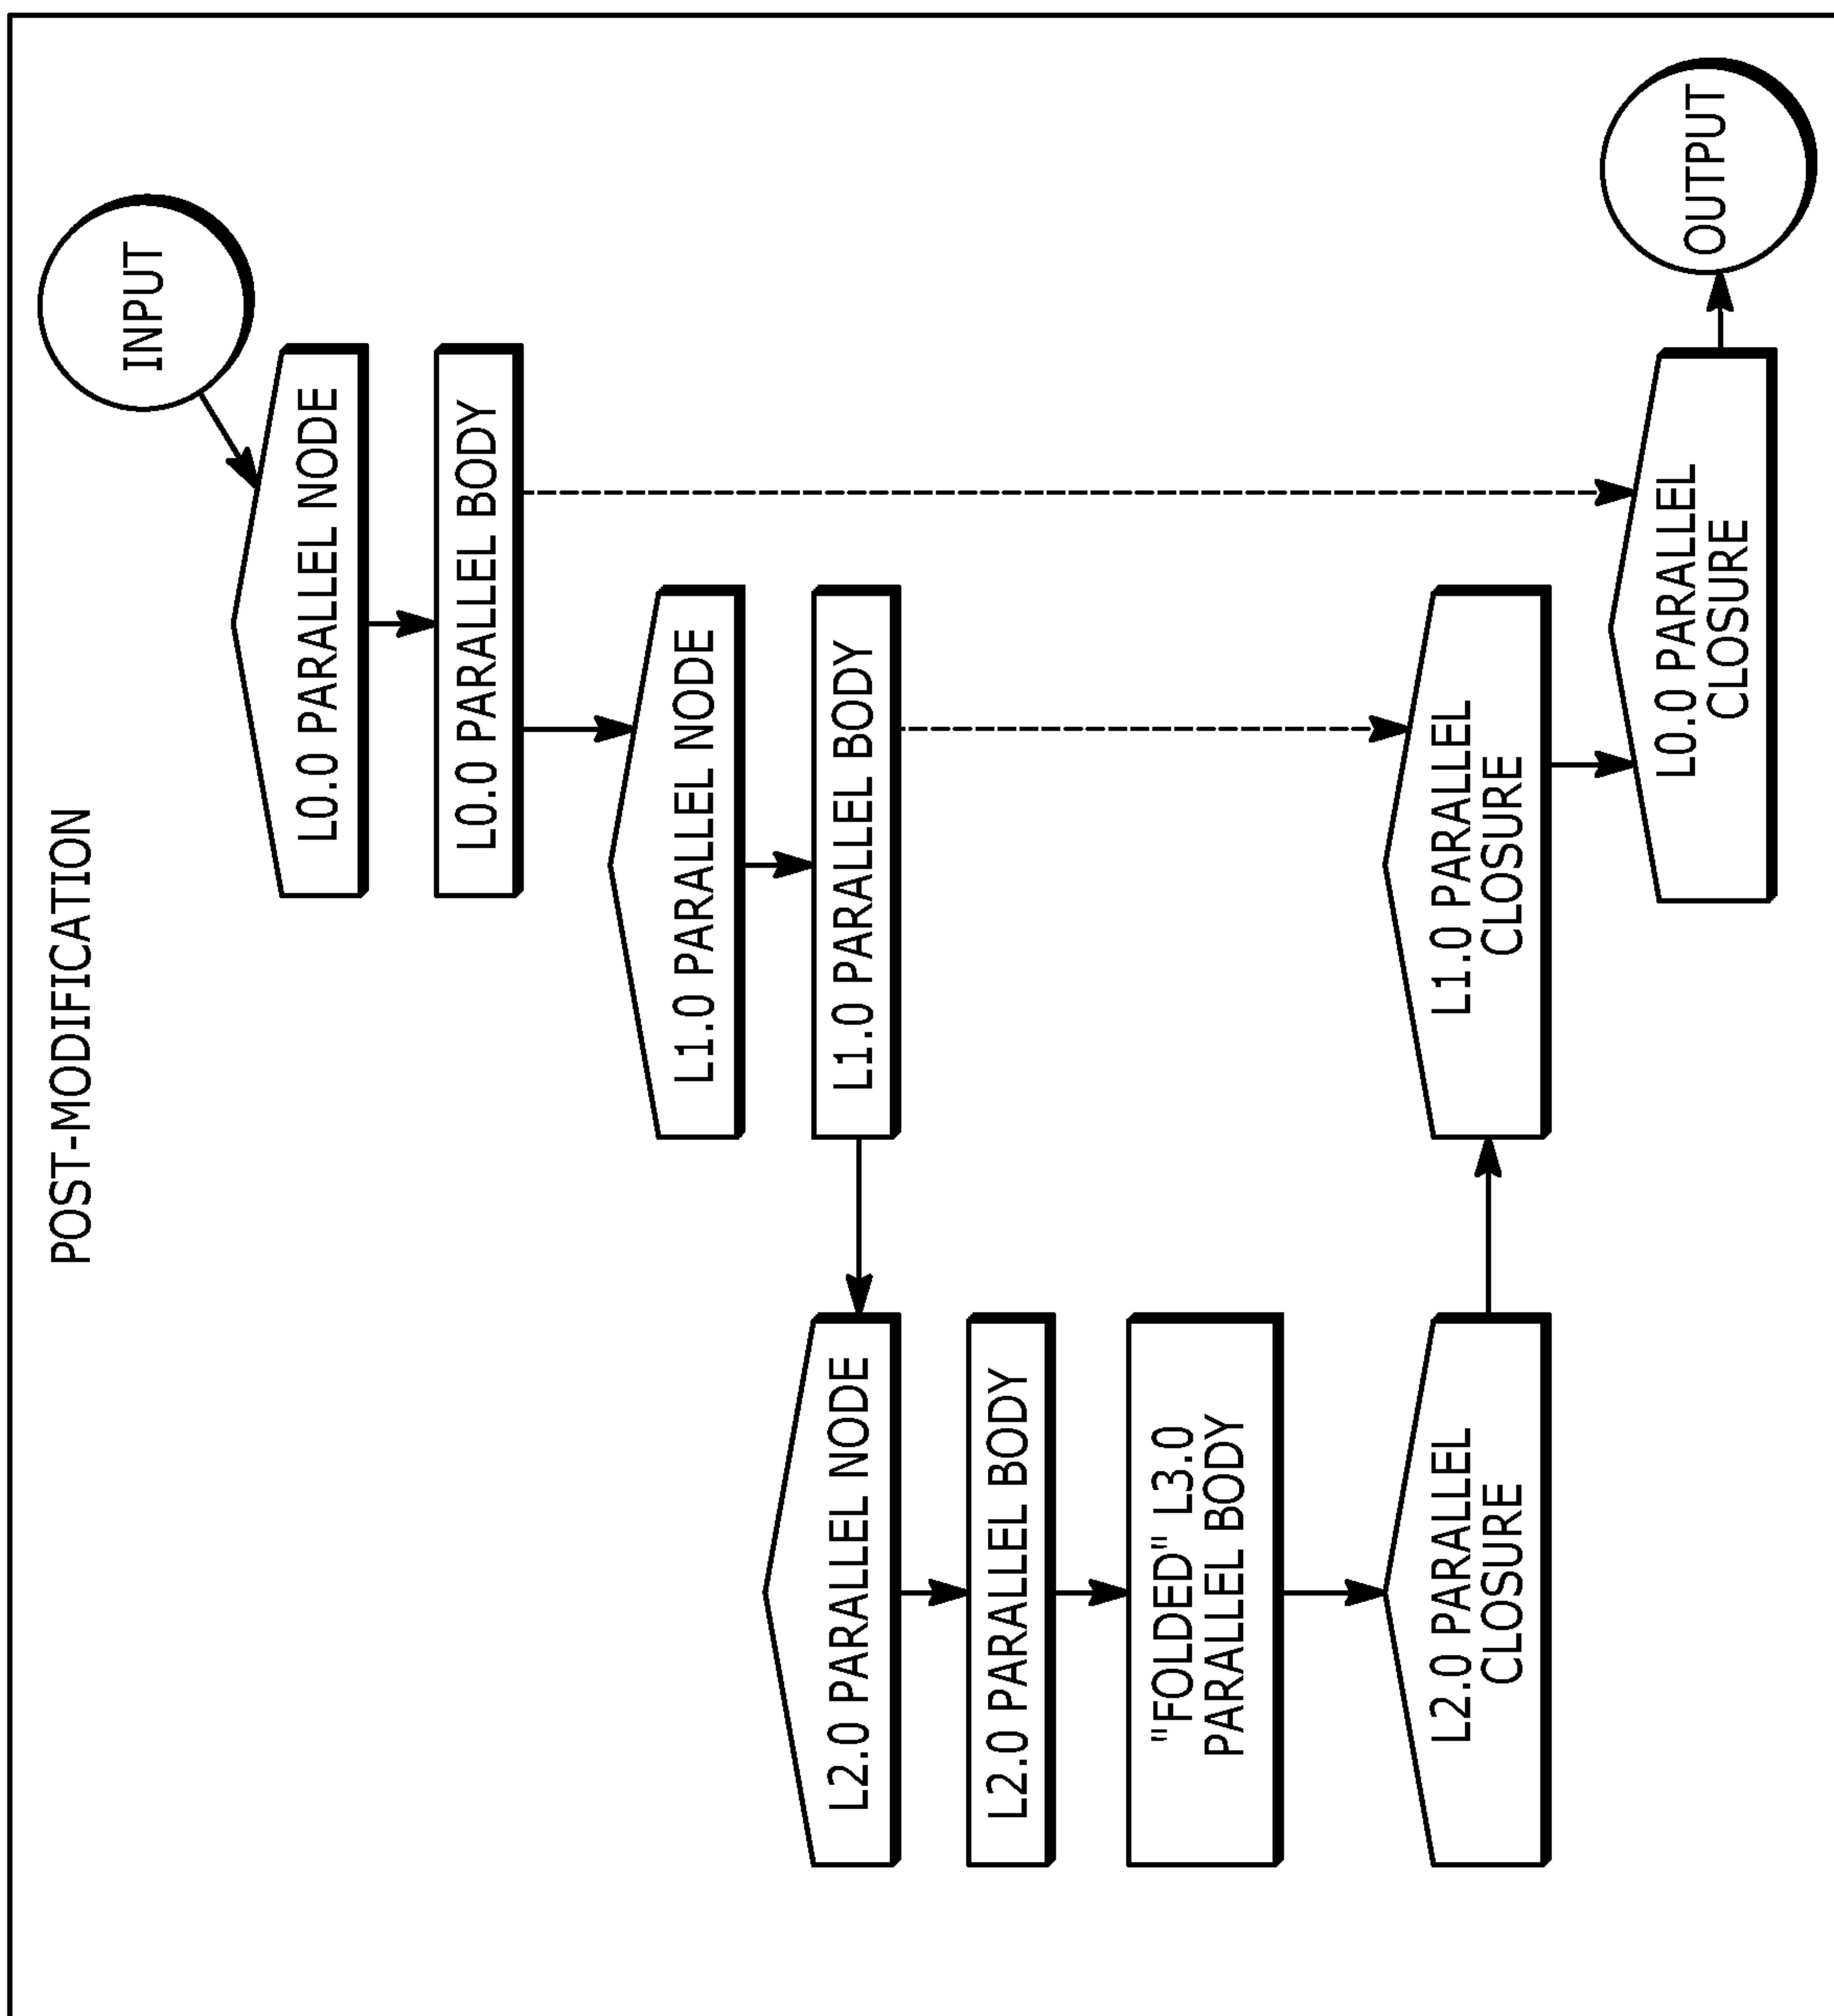 POST-MODIFICATION
INPUT
L0.0 PARALLEL NODE
L0.0 PARALLEL BODY
L1.0 PARALLEL NODE
L1.0 PARALLEL BODY
L2.0 PARALLEL NODE
L2.0 PARALLEL BODY
"FOLDED" L3.0
PARALLEL BODY
L2.0 PARALLEL
CLOSURE
L1.0 PARALLEL
CLOSURE
L0.0 PARALLEL
CLOSURE
OUTPUT